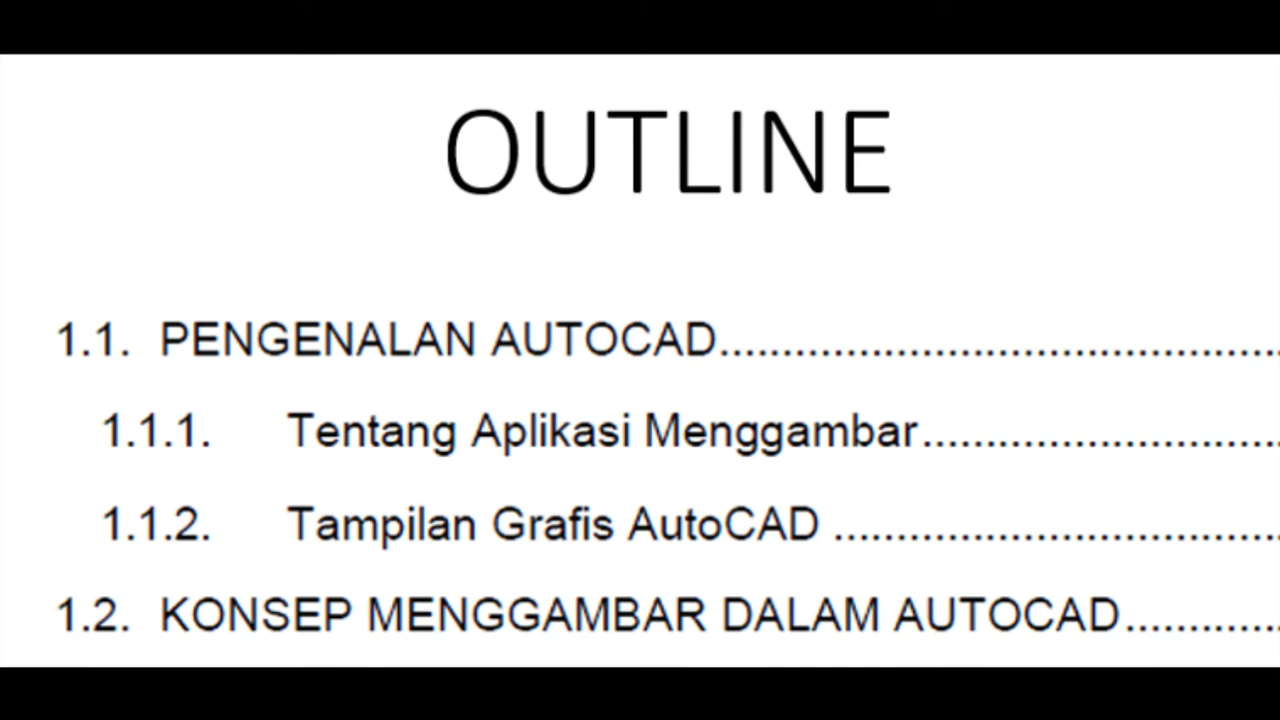 OUTLINE
1.1. PENGENALAN AUTOCAD............................................
1.1.1. Tentang Aplikasi Menggambar............................
1.1.2. Tampilan Grafis AutoCAD ...................................
1.2. KONSEP MENGGAMBAR DALAM AUTOCAD............